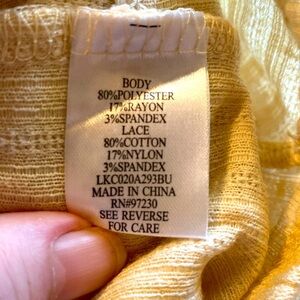 BODY
80%POLYESTER
17%RAYON
3%SPANDEX
LACE
80%COTTON
17%NYLON
3%SPANDEX
LKC020A293BU
MADE IN CHINA
RN#97230
SEE REVERSE
FOR CARE